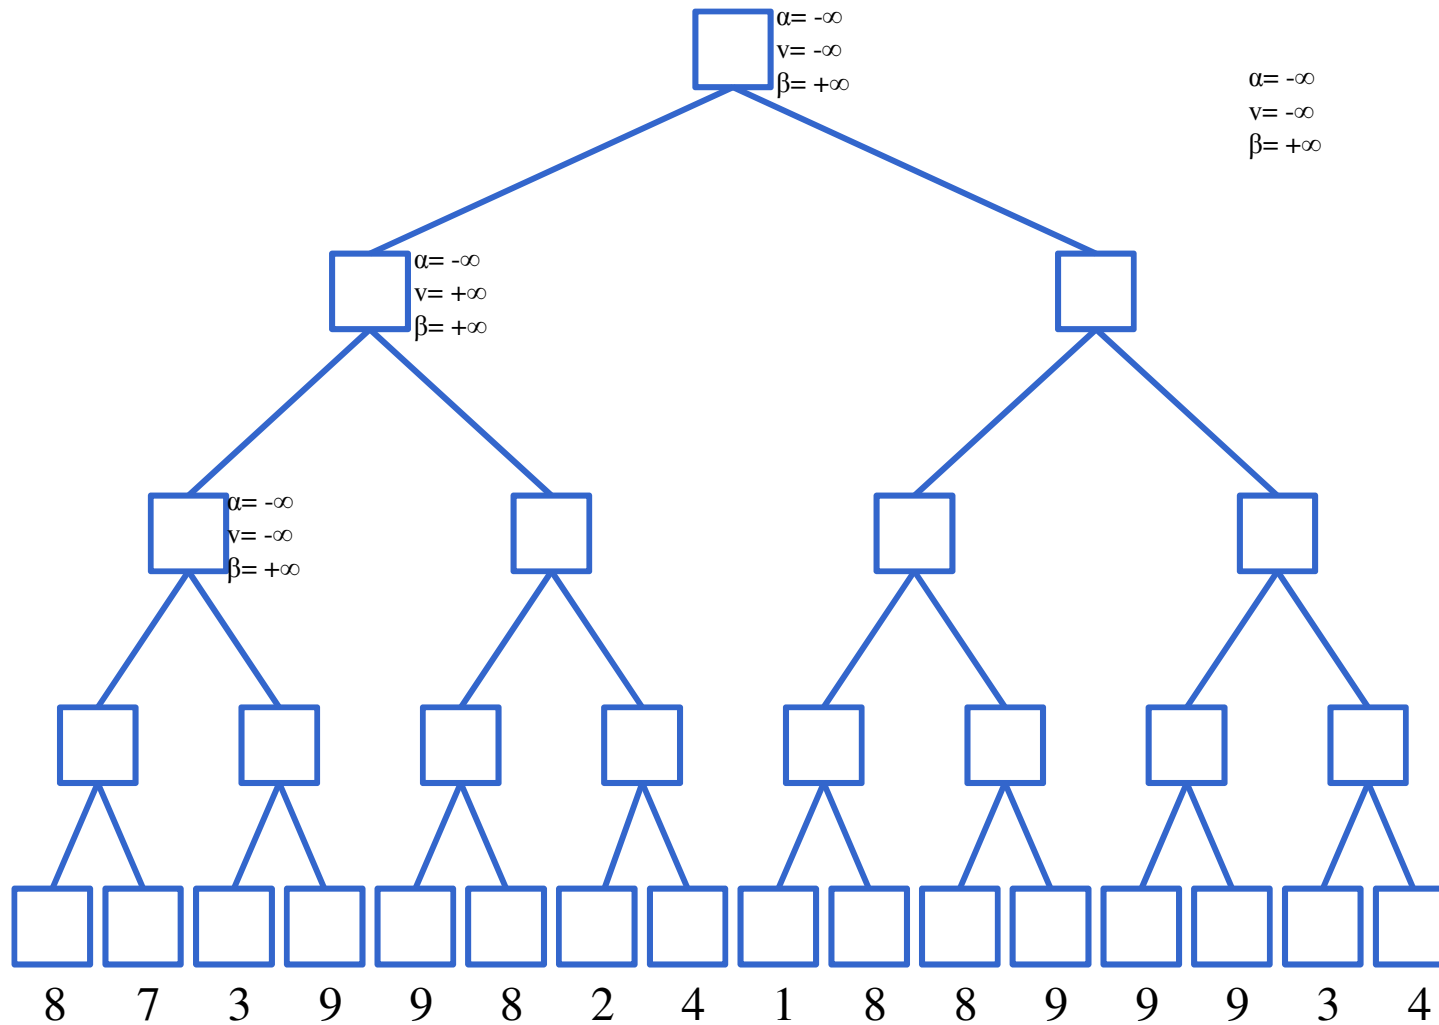 α= -∞
v= -∞
β= +∞
α= -∞
v= -∞
β= +∞
α= -∞
v= +∞
β= +∞
α= -∞
v= -∞
β= +∞
8 7 3 9 9 8 2 4 1 8 8 9 9 9 3 4